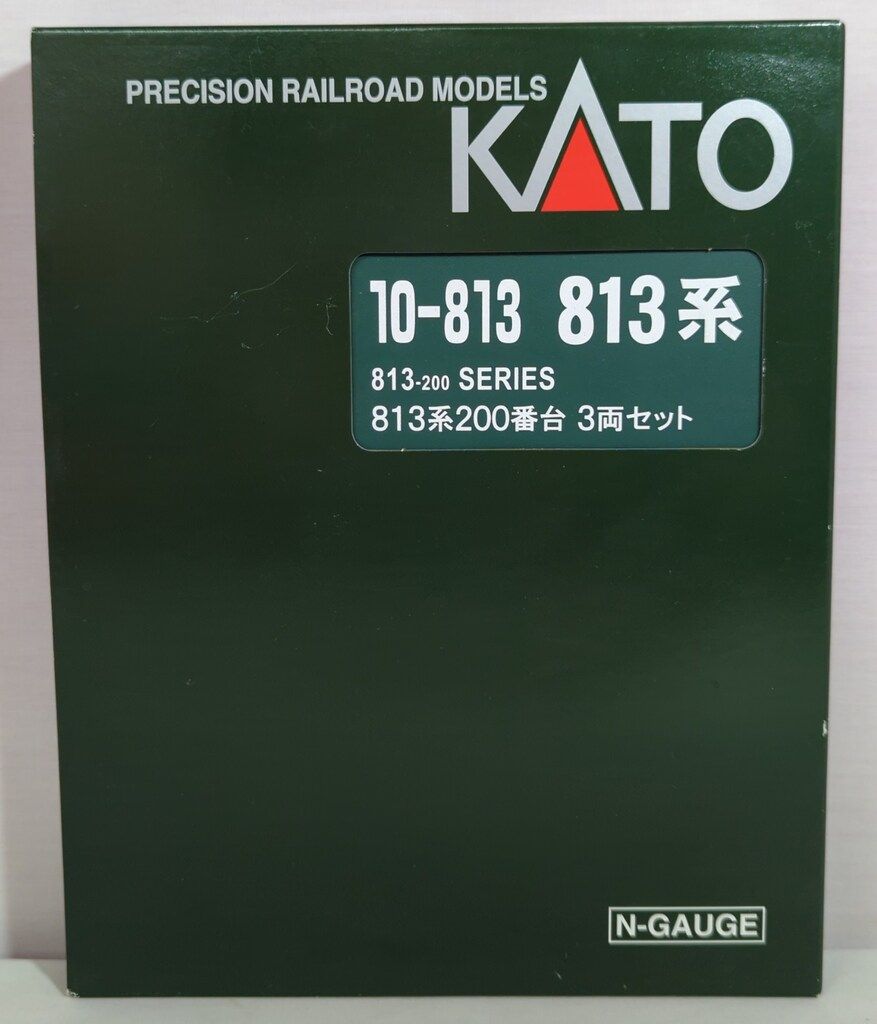 PRECISION RAILROAD MODELS
KATO
10-813 813系
813-200 SERIES
813系200番台 3両セット
N-GAUGE